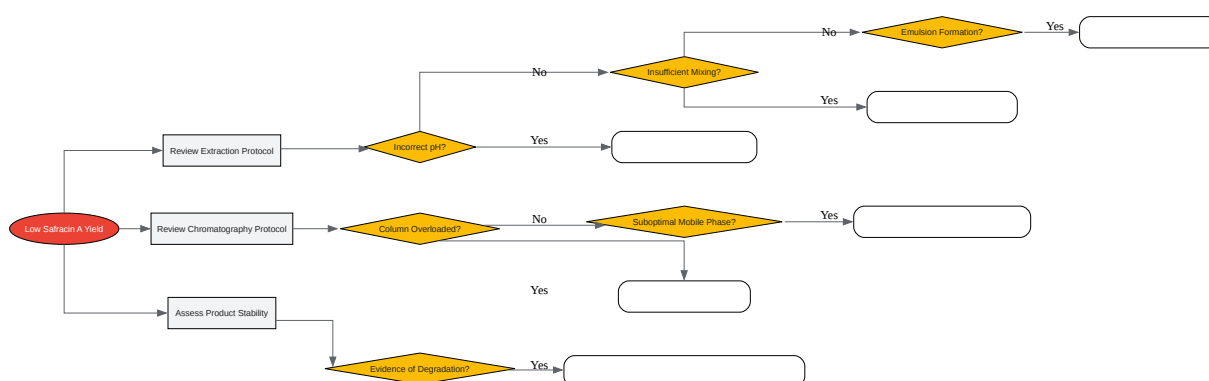 Emulsion Formation?
Yes
No
Insufficient Mixing?
No
Yes
Review Extraction Protocol
Incorrect pH?
Yes
Low Safracin A Yield
Review Chromatography Protocol
Column Overloaded?
No
Suboptimal Mobile Phase?
Yes
Yes
Assess Product Stability
Evidence of Degradation?
Yes